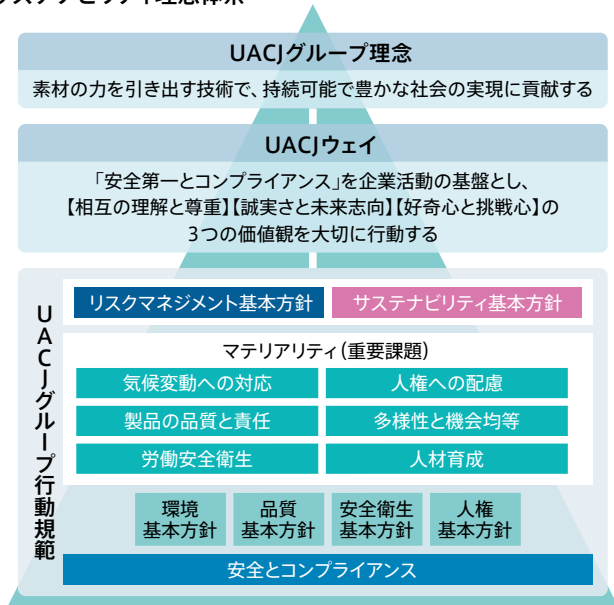 サステナビリティ理念体系
UACJグループ理念
素材の力を引き出す技術で、持続可能で豊かな社会の実現に貢献する
UACJウェイ
「安全第一とコンプライアンス」を企業活動の基盤とし、
【相互の理解と尊重】【誠実さと未来志向】【好奇心と挑戦心】の
3つの価値観を大切に行動する
UACJグループ行動規範
リスクマネジメント基本方針
サステナビリティ基本方針
マテリアリティ（重要課題）
気候変動への対応
人権への配慮
製品の品質と責任
多様性と機会均等
労働安全衛生
人材育成
環境
基本方針
品質
基本方針
安全衛生
基本方針
人権
基本方針
安全とコンプライアンス